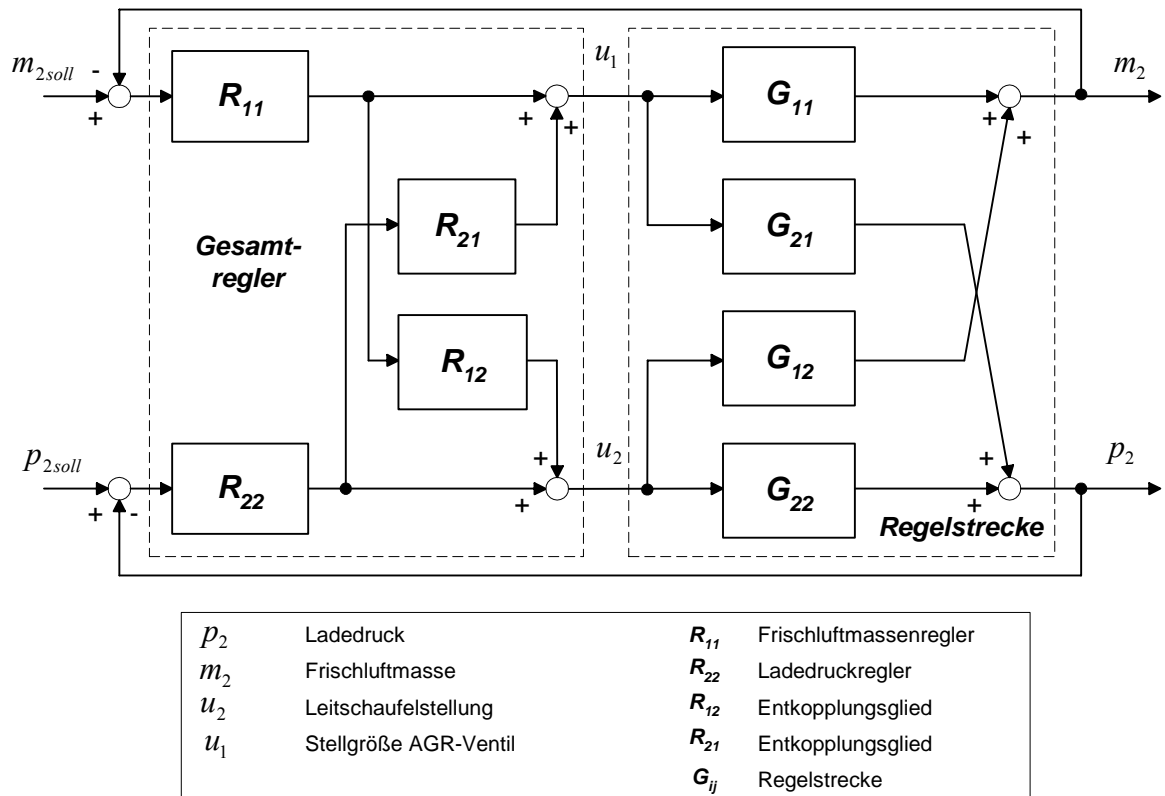 m2soll
-
+
R11
+
+
u1
G11
+
+
m2
R21
G21
Gesamt-
regler
R12
G12
p2soll
+
-
R22
+
+
u2
G22
+
+
p2
Regelstrecke
p2 Ladedruck R11 Frischluftmassenregler
m2 Frischluftmasse R22 Ladedruckregler
u2 Leitschaufelstellung R12 Entkopplungsglied
u1 Stellgröße AGR-Ventil R21 Entkopplungsglied
Gij Regelstrecke